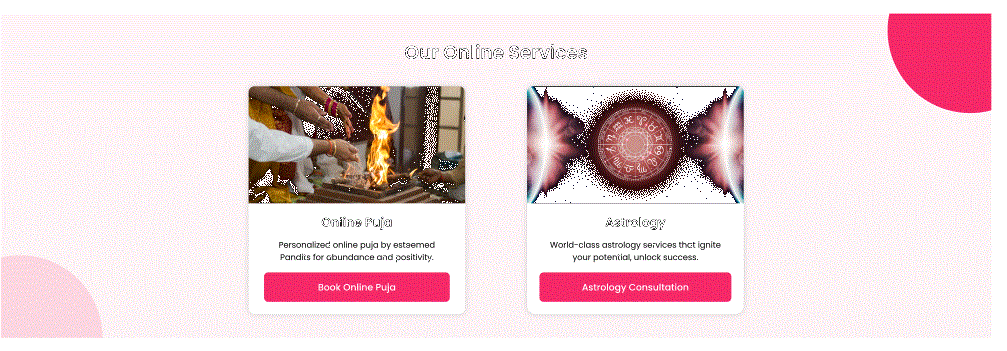 Our Online Services
Online Puja
Personalized online puja by esteemed
Pandits for abundance and positivity.
Book Online Puja
Astrology
World-class astrology services that ignite
your potential, unlock success.
Astrology Consultation